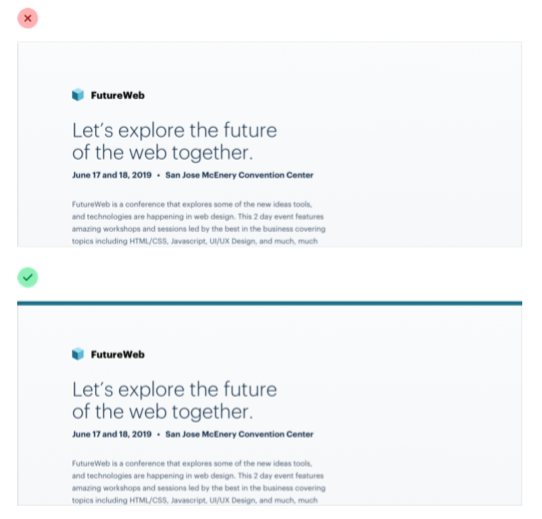 FutureWeb
Let's explore the future
of the web together.
June 17 and 18, 2019 • San Jose McEnery Convention Center
FutureWeb is a conference that explores some of the new ideas tools,
and technologies are happening in web design. This 2 day event features
amazing workshops and sessions led by the best in the business covering
topics including HTML/CSS, Javascript, UI/UX Design, and much, much
FutureWeb
Let's explore the future
of the web together.
June 17 and 18, 2019 • San Jose McEnery Convention Center
FutureWeb is a conference that explores some of the new ideas tools,
and technologies are happening in web design. This 2 day event features
amazing workshops and sessions led by the best in the business covering
topics including HTML/CSS, Javascript, UI/UX Design, and much, much